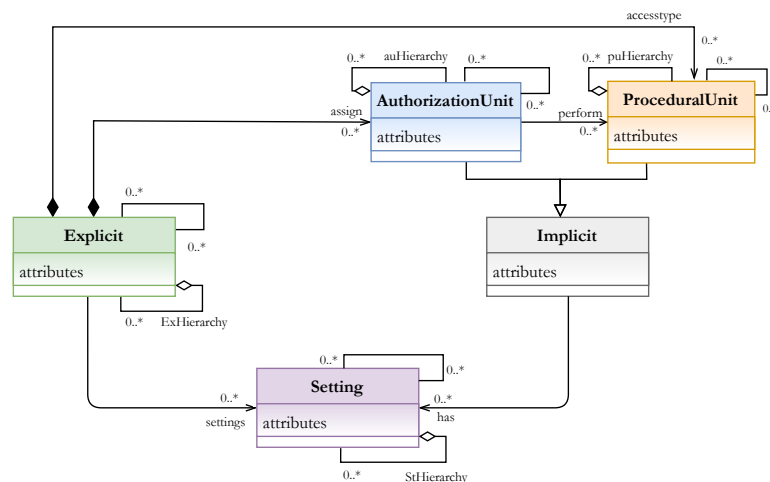 accesstype
0..*
0..*
auHierarchy
0..*
0..*
puHierarchy
0..*
AuthorizationUnit
ProceduralUnit
0..*
0.
assign
0..*
perform
0..*
attributes
attributes
0..*
Explicit
0..*
Implicit
attributes
attributes
0..*
ExHierarchy
0..*
0..*
0..*
Setting
0..*
settings
has
attributes
0..*
StHierarchy